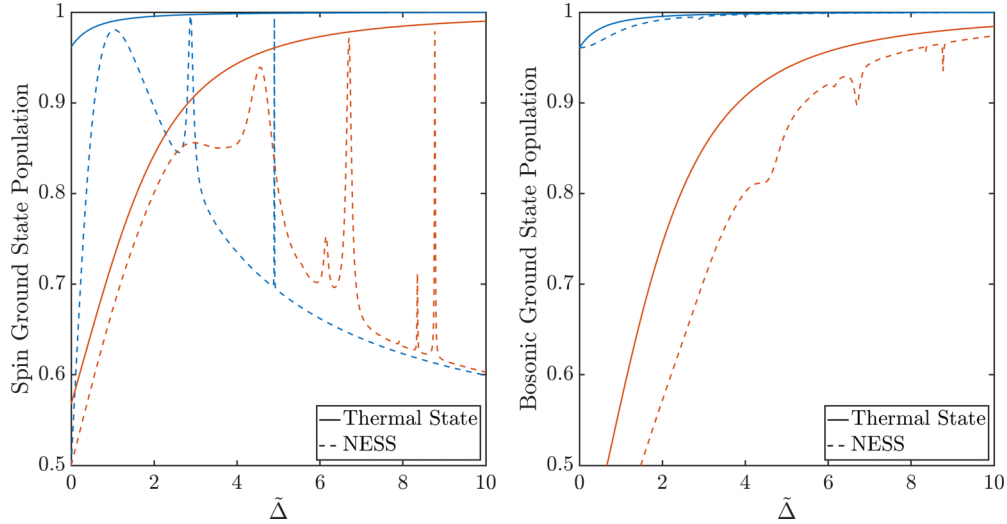 Spin Ground State Population
1
0.9
0.8
0.7
0.6
0.5
0 2 4 6 8 10
Δ̃
Thermal State
NESS
Bosonic Ground State Population
1
0.9
0.8
0.7
0.6
0.5
0 2 4 6 8 10
Δ̃
Thermal State
NESS